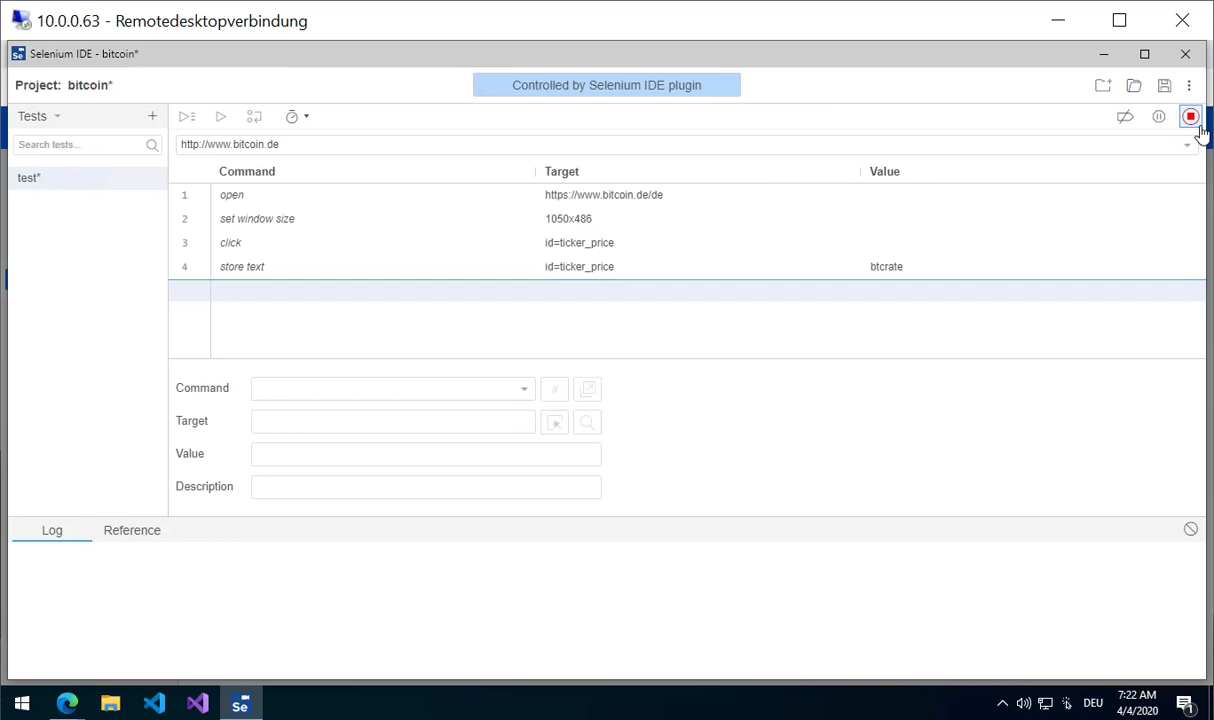 10.0.0.63 - Remotedesktopverbindung
Se Selenium IDE - bitcoin*
Project: bitcoin*
Controlled by Selenium IDE plugin
Tests
Search tests...
http://www.bitcoin.de
Command Target Value
test*
1 open https://www.bitcoin.de/de
2 set window size 1050x486
3 click id=ticker_price
4 store text id=ticker_price btcrate
Command //
Target
Value
Description
Log Reference
Se
DEU
7:22 AM
4/4/2020
1